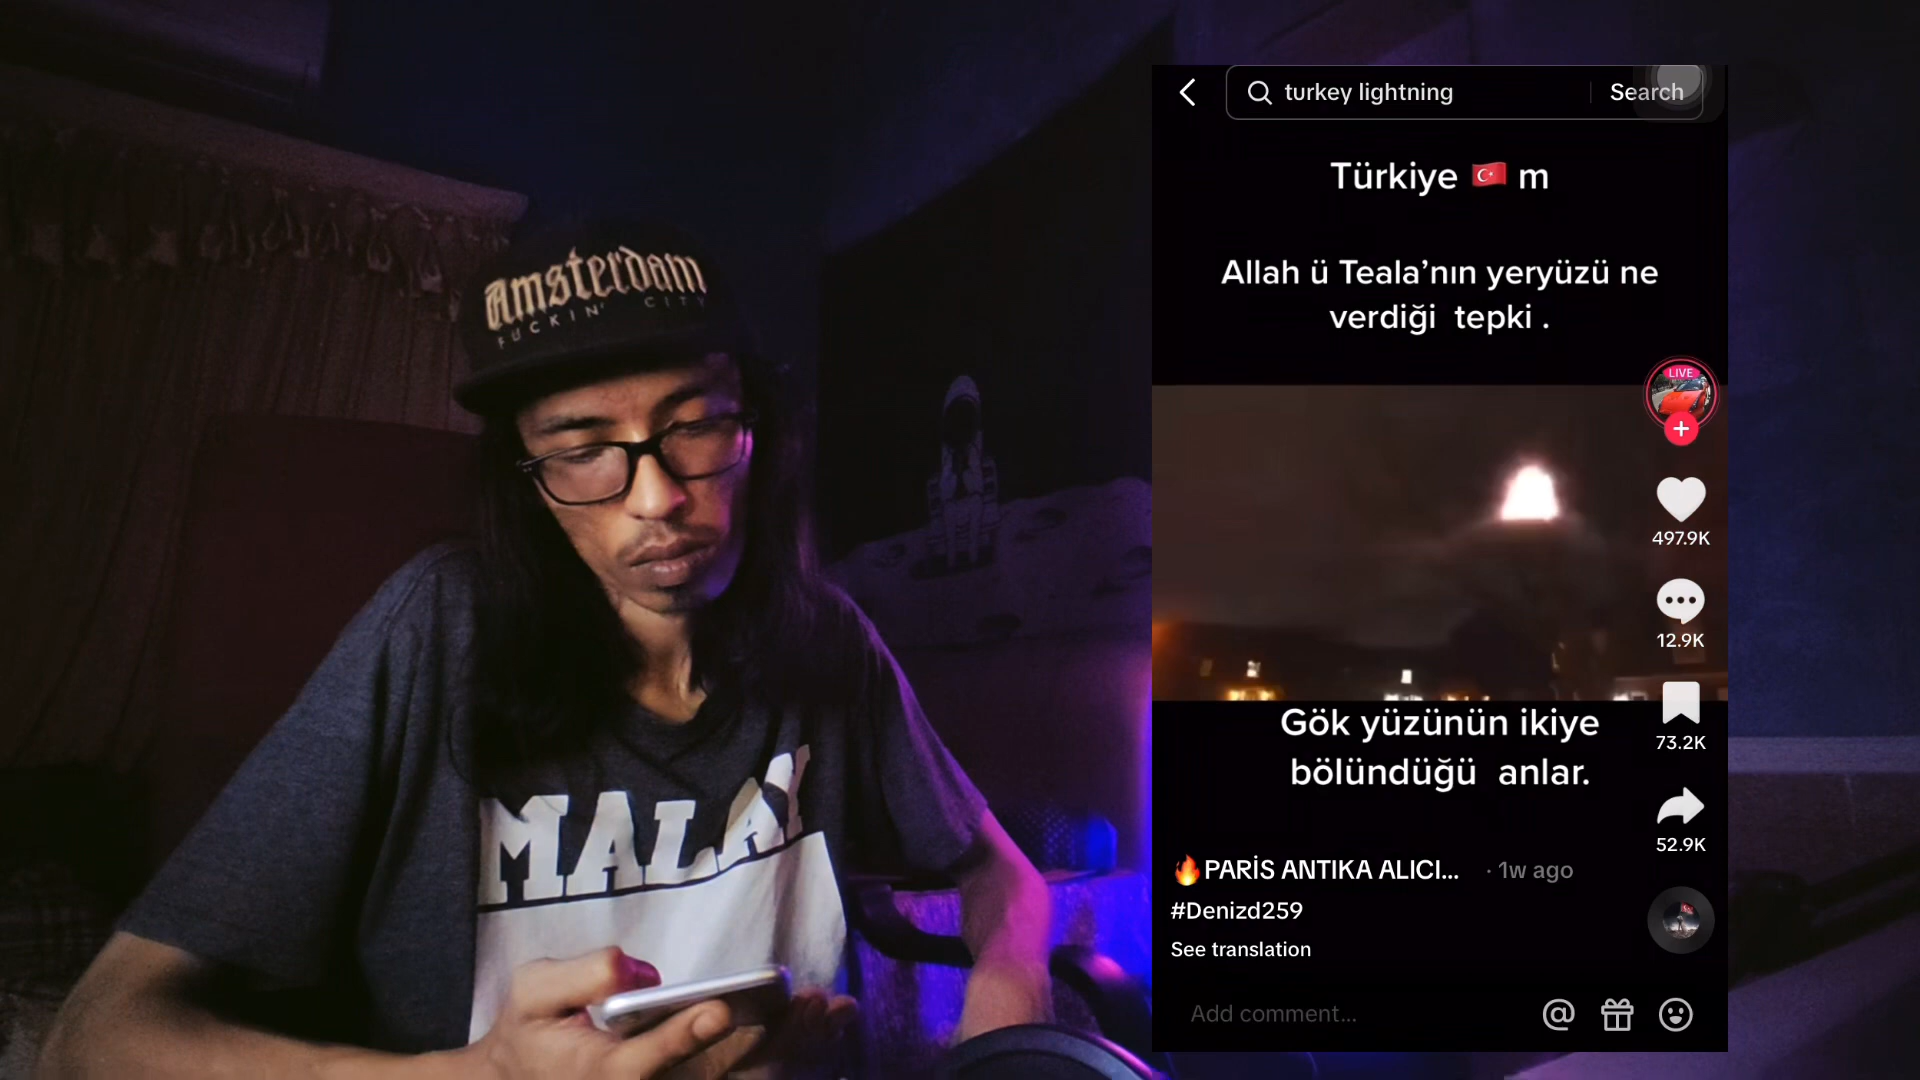 Amsterdam
FUCKIN' CITY
MALAY
turkey lightning
Search
Türkiye 🇹🇷 m
Allah ü Teala’nın yeryüzü ne
verdiği tepki .
LIVE
497.9K
12.9K
Gök yüzünün ikiye
bölündüğü anlar.
73.2K
52.9K
🔥PARİS ANTIKA ALICI... · 1w ago
#Denizd259
See translation
Add comment...